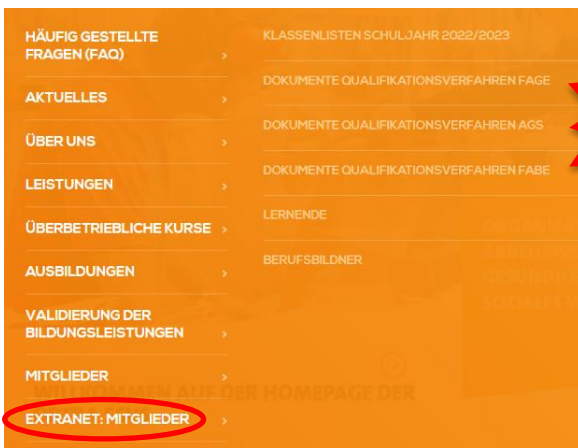 HÄUFIG GESTELLTE
FRAGEN (FAQ)
AKTUELLES
ÜBER UNS
LEISTUNGEN
ÜBERBETRIEBLICHE KURSE
AUSBILDUNGEN
VALIDIERUNG DER
BILDUNGSLEISTUNGEN
MITGLIEDER
EXTRANET: MITGLIEDER
KLASSENLISTEN SCHULJAHR 2022/2023
DOKUMENTE QUALIFIKATIONSVERFAHREN FAGE
DOKUMENTE QUALIFIKATIONSVERFAHREN AGS
DOKUMENTE QUALIFIKATIONSVERFAHREN FABE
LERNENDE
BERUFSBILDNER
WILLKOMMEN AUF DER HOMEPAGE DER